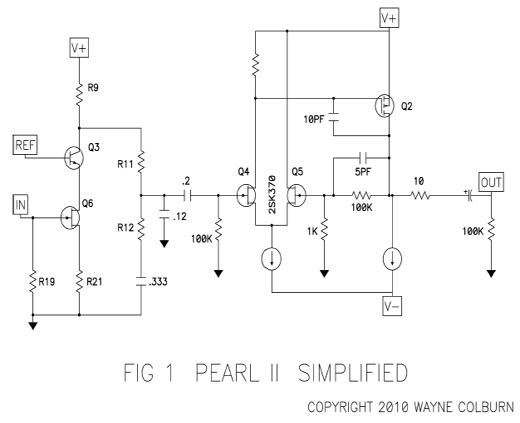 V+
V+
R9
Q2
10PF
REF
Q3
R11
Q4
2SK370
Q5
5PF
.2
10
OUT
+
IN
Q6
.12
100K
R12
100K
1K
100K
R19
R21
.333
V-
FIG 1 PEARL II SIMPLIFIED
COPYRIGHT 2010 WAYNE COLBURN